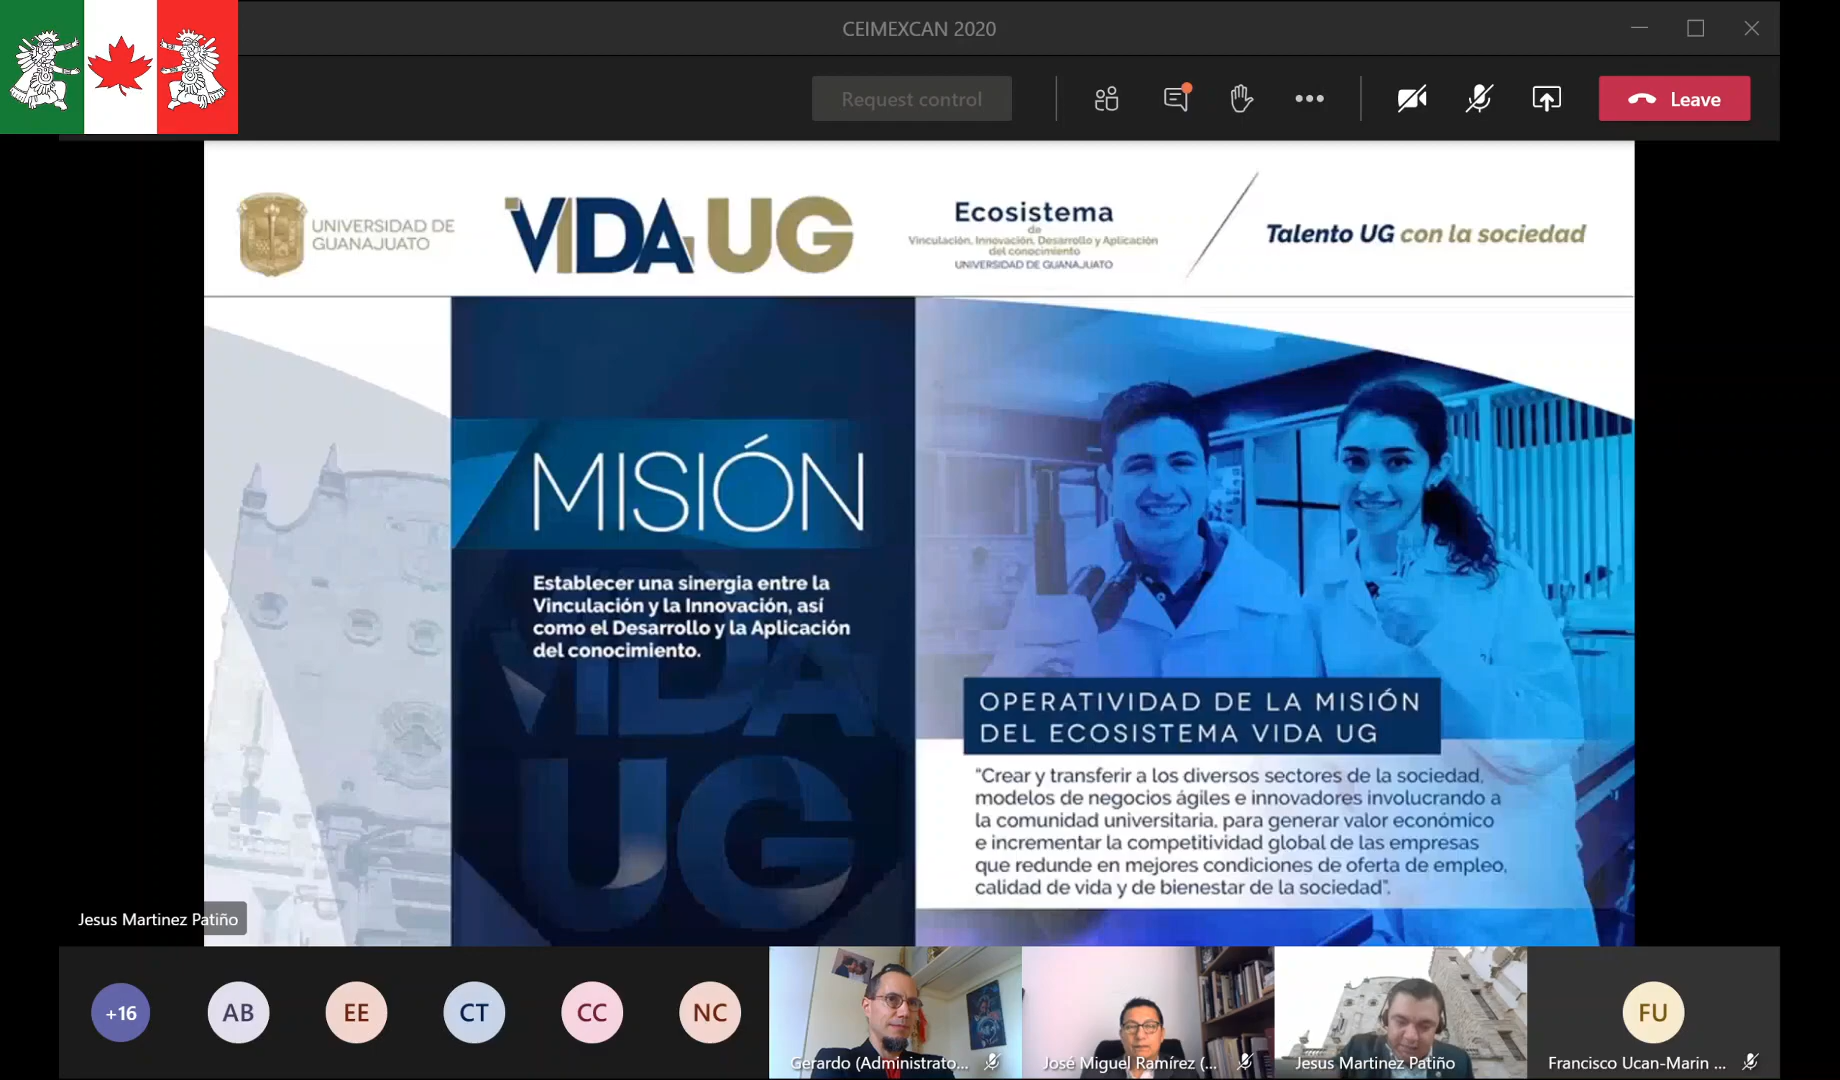 CEIMEXCAN 2020
Request control
Leave
UNIVERSIDAD DE
GUANAJUATO
VIDA UG
Ecosistema
de
Vinculación, Innovación, Desarrollo y Aplicación
del conocimiento
UNIVERSIDAD DE GUANAJUATO
Talento UG con la sociedad
MISIÓN
Establecer una sinergia entre la
Vinculación y la Innovación, así
como el Desarrollo y la Aplicación
del conocimiento.
VIDA
UG
OPERATIVIDAD DE LA MISIÓN
DEL ECOSISTEMA VIDA UG
“Crear y transferir a los diversos sectores de la sociedad,
modelos de negocios ágiles e innovadores involucrando a
la comunidad universitaria, para generar valor económico
e incrementar la competitividad global de las empresas
que redunde en mejores condiciones de oferta de empleo,
calidad de vida y de bienestar de la sociedad”.
Jesus Martinez Patiño
+16
AB
EE
CT
CC
NC
FU
Gerardo (Administrato...
José Miguel Ramírez (...
Jesus Martinez Patiño
Francisco Ucan-Marin ...